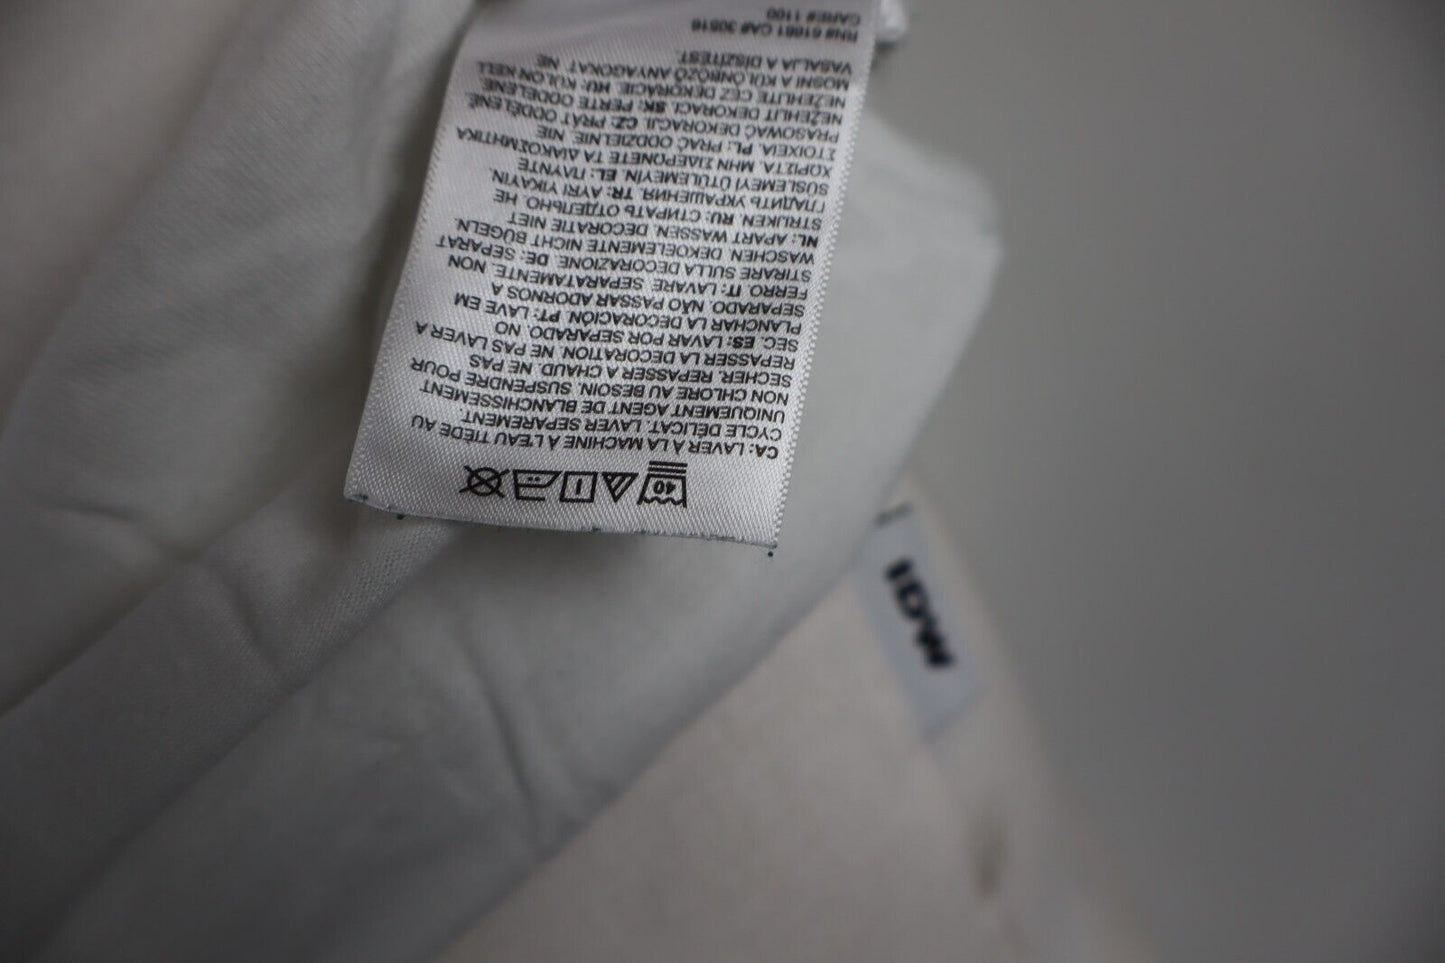 40
CA: LAVER À LA MACHINE À L'EAU TIEDE AU
CYCLE DÉLICAT. LAVER SEPAREMENT.
UNIQUEMENT AGENT DE BLANCHISSEMENT
NON CHLORE AU BESOIN. SUSPENDRE POUR
SECHER. REPASSER A CHAUD. NE PAS
REPASSER LA DECORATION. NE PAS LAVER A
SEC. ES: LAVAR POR SEPARADO. NO
PLANCHAR LA DECORACION. PT: LAVE EM
SEPARADO. NÃO PASSAR ADORNOS A
FERRO. IT: LAVARE SEPARATAMENTE. NON
STIRARE SULLA DECORAZIONE. DE: SEPARAT
WASCHEN. DEKOELEMENTE NICHT BÜGELN.
NL: APART WASSEN. DECORATIE NIET
STRIJKEN. RU: СТИРАТЬ ОТДЕЛЬНО. НЕ
ГЛАДИТЬ УКРАШЕНИЯ. TR: AYRI YIKAYIN.
SÜSLEMEYİ ÜTÜLEMEYİN. EL: ΠΛΥΝΤΕ
ΧΩΡΙΣΤΑ. ΜΗΝ ΣΙΔΕΡΩΝΕΤΕ ΤΑ ΔΙΑΚΟΣΜΗΤΙΚΑ
ΣΤΟΙΧΕΙΑ. PL: PRAĆ ODDZIELNIE. NIE
PRASOWAĆ DEKORACJI. CZ: PRÁT ODDĚLENĚ.
NEŽEHLIT DEKORACI. SK: PERTE ODDELENE.
NEŽEHLITE CEZ DEKORÁCIE. HU: KÜLÖN KELL
MOSNI A KÜLÖNBÖZŐ ANYAGOKAT. NE
VASALJA A DÍSZÍTÉST.
RN# 61661 CA# 30516
CARE# 1100